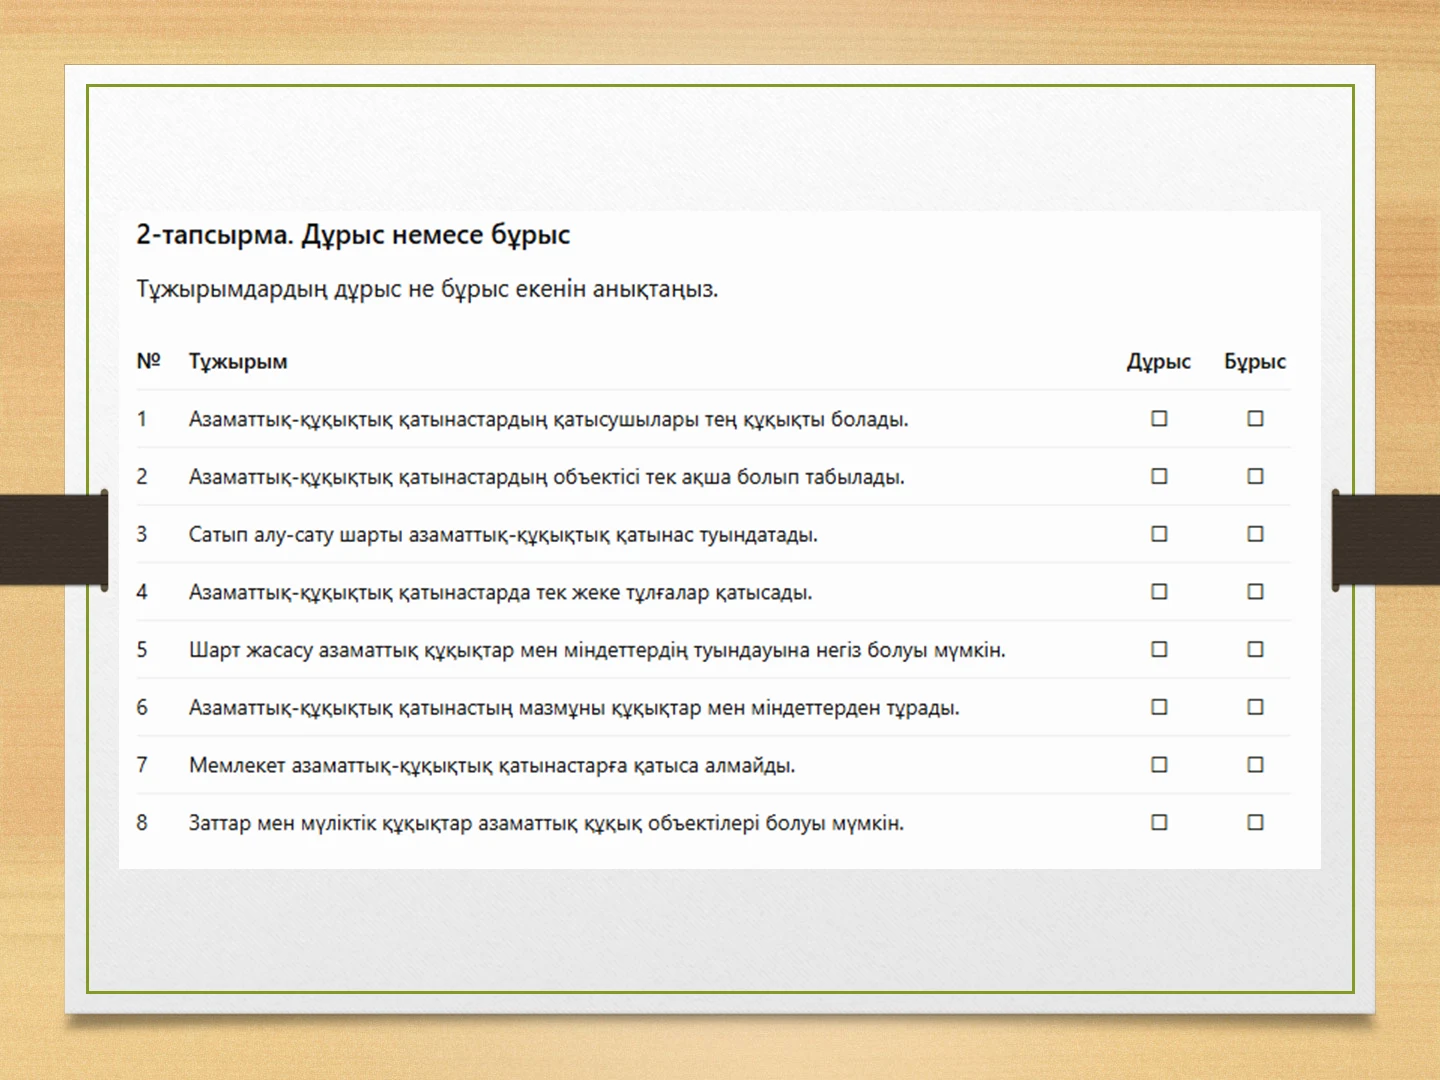 2-тапсырма. Дұрыс немесе бұрыс
Тұжырымдардың дұрыс не бұрыс екенін анықтаңыз.
№ Тұжырым Дұрыс Бұрыс
1 Азаматтық-құқықтық қатынастардың қатысушылары тең құқықты болады. ☐ ☐
2 Азаматтық-құқықтық қатынастардың объектісі тек ақша болып табылады. ☐ ☐
3 Сатып алу-сату шарты азаматтық-құқықтық қатынас туындатады. ☐ ☐
4 Азаматтық-құқықтық қатынастарда тек жеке тұлғалар қатысады. ☐ ☐
5 Шарт жасасу азаматтық құқықтар мен міндеттердің туындауына негіз болуы мүмкін. ☐ ☐
6 Азаматтық-құқықтық қатынастың мазмұны құқықтар мен міндеттерден тұрады. ☐ ☐
7 Мемлекет азаматтық-құқықтық қатынастарға қатыса алмайды. ☐ ☐
8 Заттар мен мүліктік құқықтар азаматтық құқық объектілері болуы мүмкін. ☐ ☐